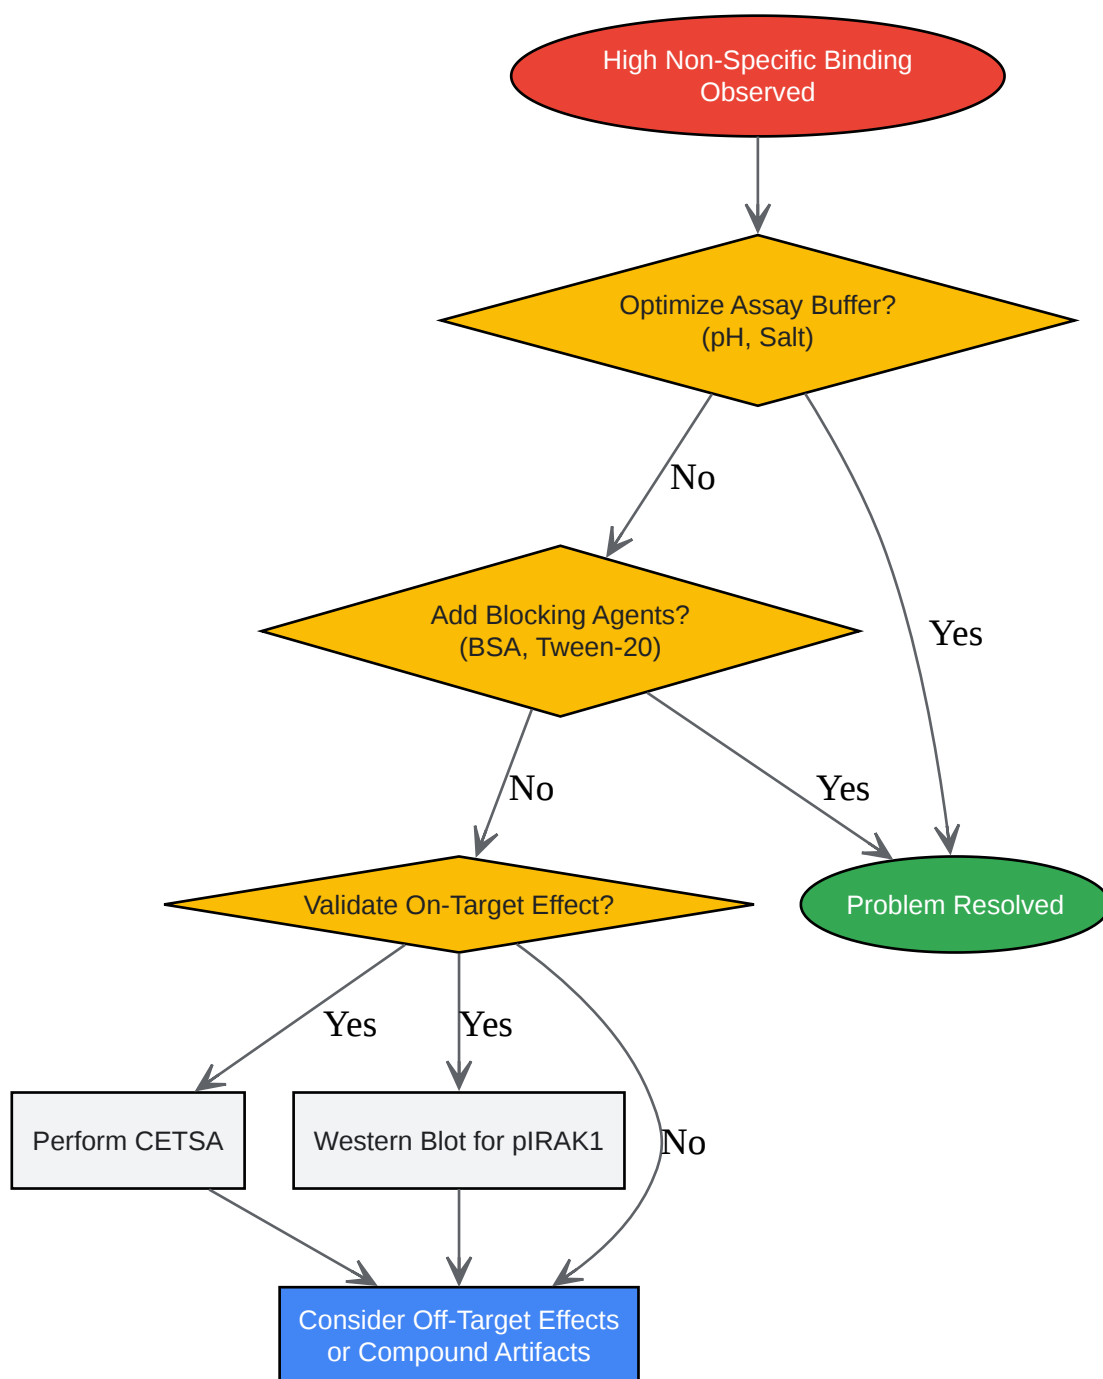 High Non-Specific Binding
Observed
Optimize Assay Buffer?
(pH, Salt)
No
Add Blocking Agents?
(BSA, Tween-20)
Yes
No
Yes
Validate On-Target Effect?
Problem Resolved
Yes
Yes
Perform CETSA
Western Blot for pIRAK1
No
Consider Off-Target Effects
or Compound Artifacts